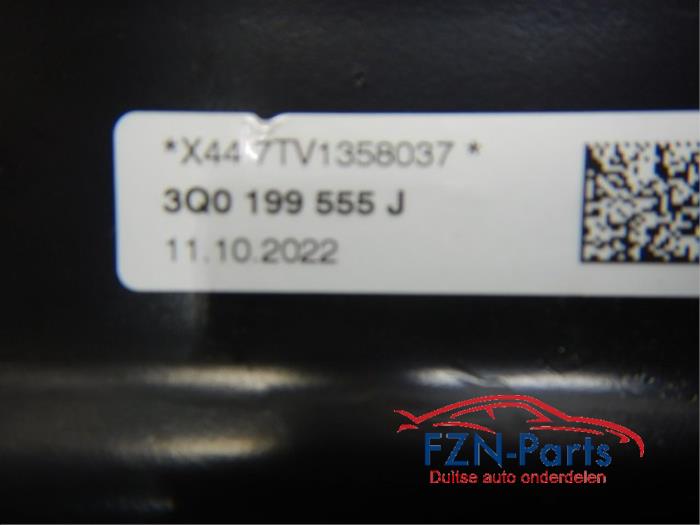 *X44 7TV1358037 *
3Q0 199 555 J
11.10.2022
FZN-Parts
Duitse auto onderdelen